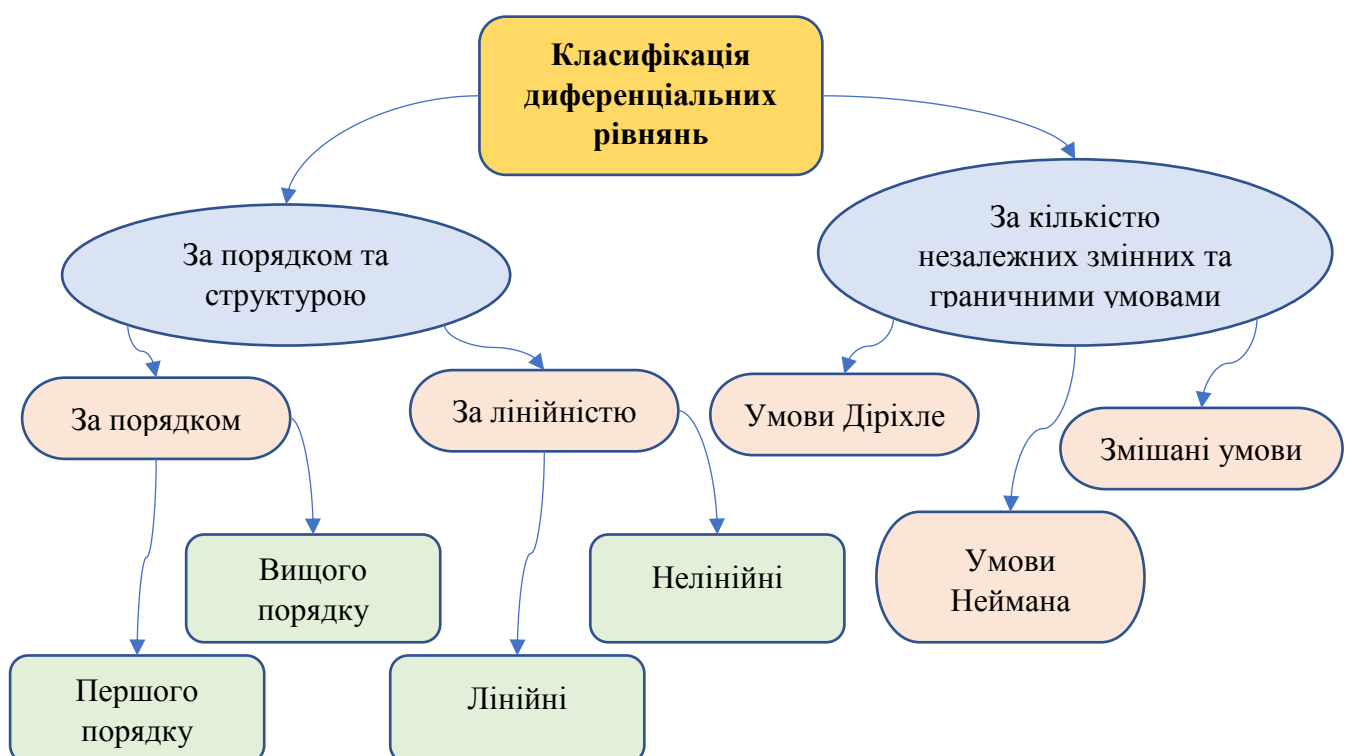 Класифікація
диференціальних
рівнянь
За порядком та
структурою
За кількістю
незалежних змінних та
граничними умовами
За порядком
За лінійністю
Умови Діріхле
Змішані умови
Вищого
порядку
Нелінійні
Умови
Неймана
Першого
порядку
Лінійні